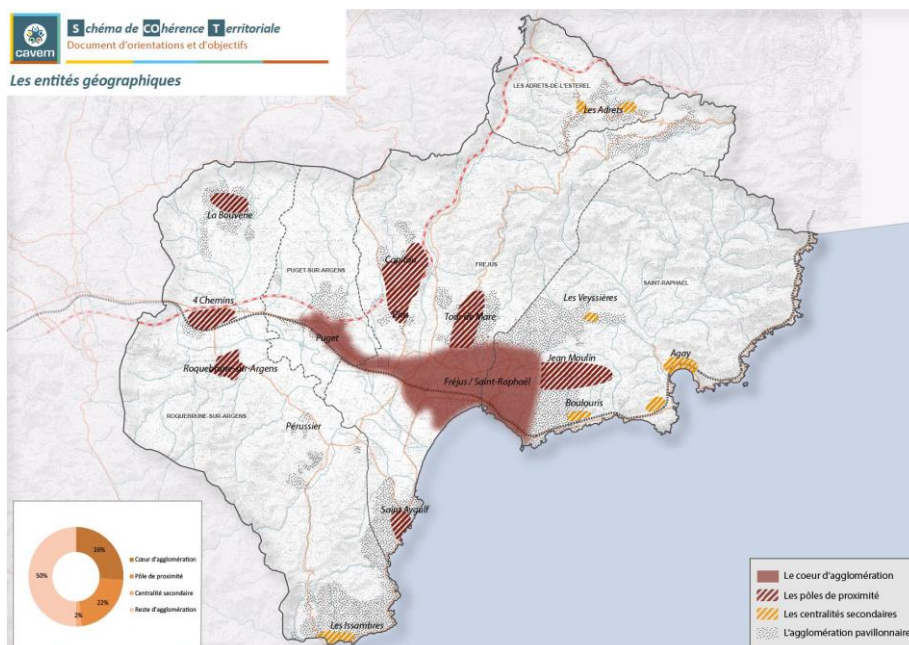 cavem
Schéma de COhérence Territoriale
Document d'orientations et d'objectifs
Les entités géographiques
LES ADRETS-DE-L'ESTEREL
Les Adrets
La Bouverie
PUGET-SUR-ARGENS
Capitou
FREJUS
SAINT-RAPHAEL
4 Chemins
Tour de Mare
Les Veyssières
Puget
Jean Moulin
Agay
Roquebrune-sur-Argens
Fréjus / Saint-Raphaël
Boulouris
ROQUEBRUNE-SUR-ARGENS
Pérussier
Saint Aygulf
Les Issambres
26%
50%
22%
2%
Cœur d'agglomération
Pôle de proximité
Centralité secondaire
Reste d'agglomération
Le coeur d'agglomération
Les pôles de proximité
Les centralités secondaires
L'agglomération pavillonnaire